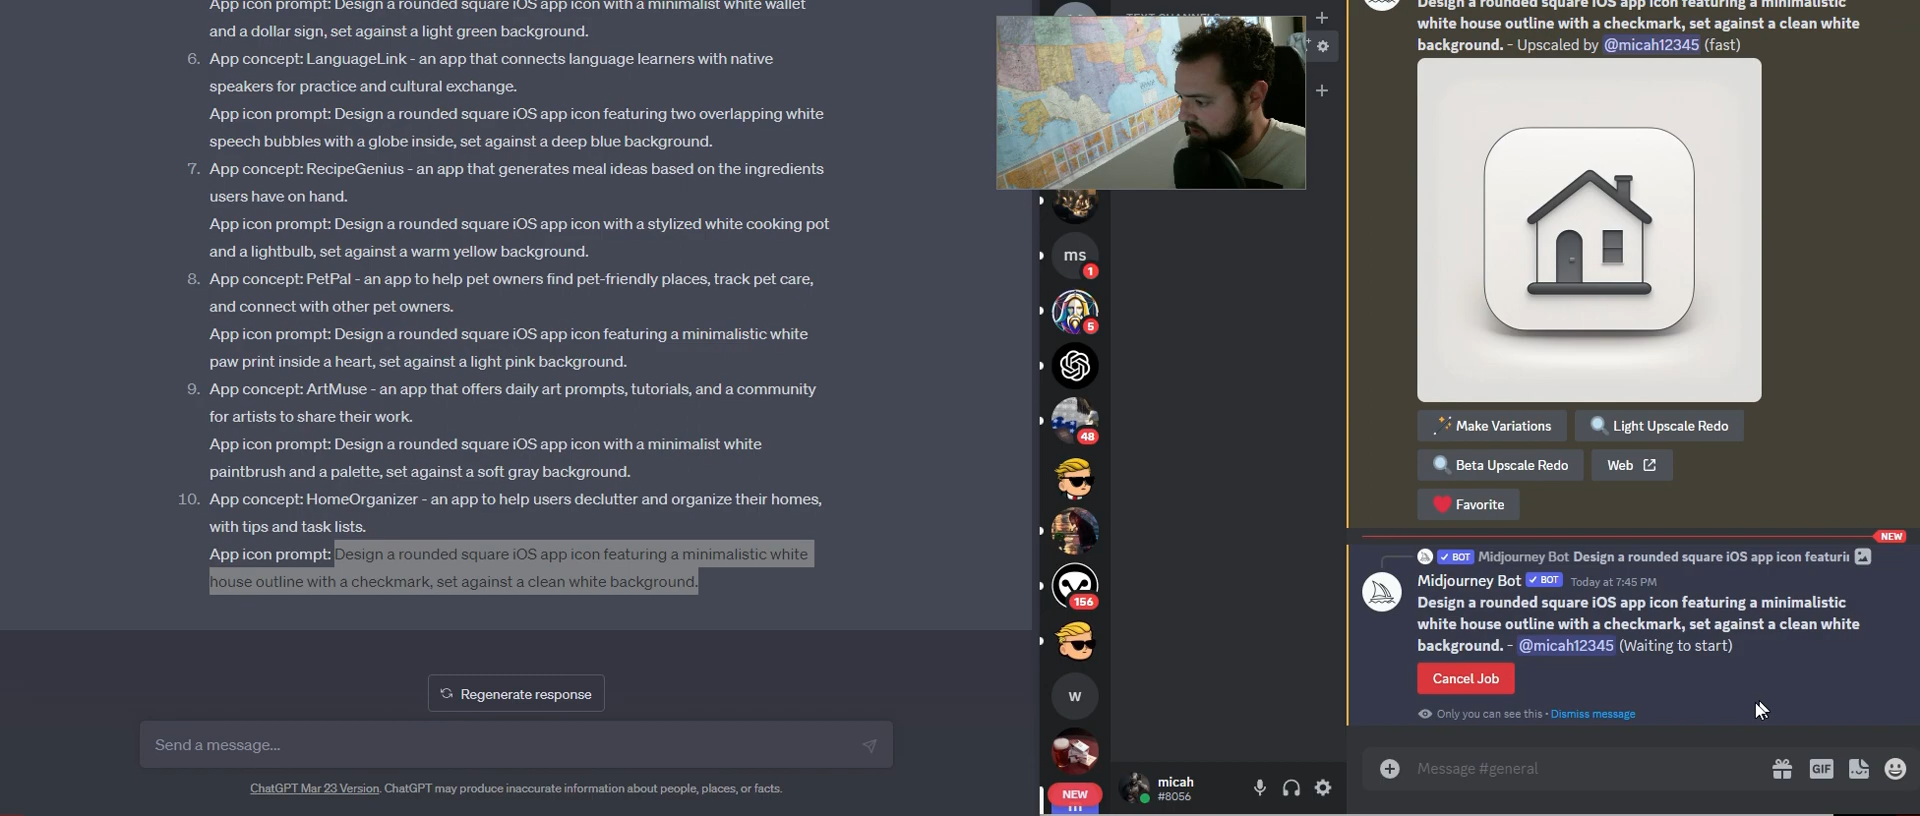 App icon prompt: Design a rounded square iOS app icon with a minimalist white wallet
and a dollar sign, set against a light green background.
6. App concept: LanguageLink - an app that connects language learners with native
speakers for practice and cultural exchange.
App icon prompt: Design a rounded square iOS app icon featuring two overlapping white
speech bubbles with a globe inside, set against a deep blue background.
7. App concept: RecipeGenius - an app that generates meal ideas based on the ingredients
users have on hand.
App icon prompt: Design a rounded square iOS app icon with a stylized white cooking pot
and a lightbulb, set against a warm yellow background.
8. App concept: PetPal - an app to help pet owners find pet-friendly places, track pet care,
and connect with other pet owners.
App icon prompt: Design a rounded square iOS app icon featuring a minimalistic white
paw print inside a heart, set against a light pink background.
9. App concept: ArtMuse - an app that offers daily art prompts, tutorials, and a community
for artists to share their work.
App icon prompt: Design a rounded square iOS app icon with a minimalist white
paintbrush and a palette, set against a soft gray background.
10. App concept: HomeOrganizer - an app to help users declutter and organize their homes,
with tips and task lists.
App icon prompt: Design a rounded square iOS app icon featuring a minimalistic white
house outline with a checkmark, set against a clean white background.
Regenerate response
Send a message...
ChatGPT Mar 23 Version. ChatGPT may produce inaccurate information about people, places, or facts.
TEXT CHANNELS
ms
1
5
48
156
W
NEW
m
micah
#8056
Design a rounded square iOS app icon featuring a minimalistic
white house outline with a checkmark, set against a clean white
background. - Upscaled by @micah12345 (fast)
Make Variations
Light Upscale Redo
Beta Upscale Redo
Web
Favorite
NEW
BOT Midjourney Bot Design a rounded square iOS app icon featuri
Midjourney Bot BOT Today at 7:45 PM
Design a rounded square iOS app icon featuring a minimalistic
white house outline with a checkmark, set against a clean white
background. - @micah12345 (Waiting to start)
Cancel Job
Only you can see this • Dismiss message
Message #general
GIF